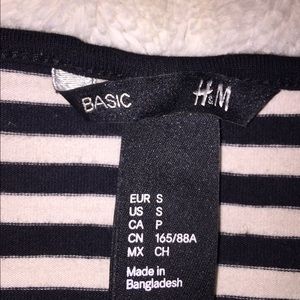 BASIC H&M
EUR S
US S
CA P
CN 165/88A
MX CH
Made in
Bangladesh